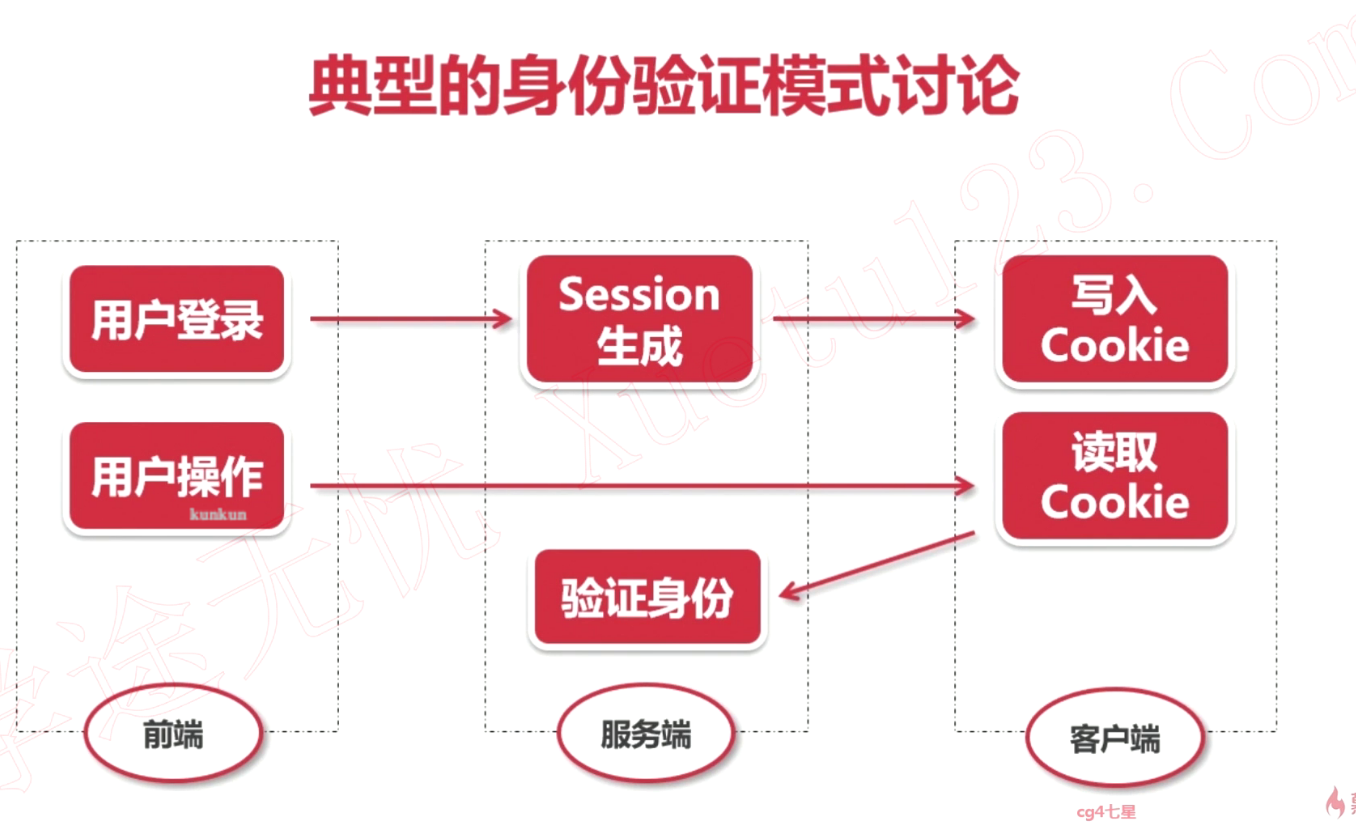 典型的身份验证模式讨论
用户登录
Session
生成
写入
Cookie
用户操作
kunkun
读取
Cookie
验证身份
前端
服务端
客户端
cg4七星
学途无忧 Xuetu123.Com